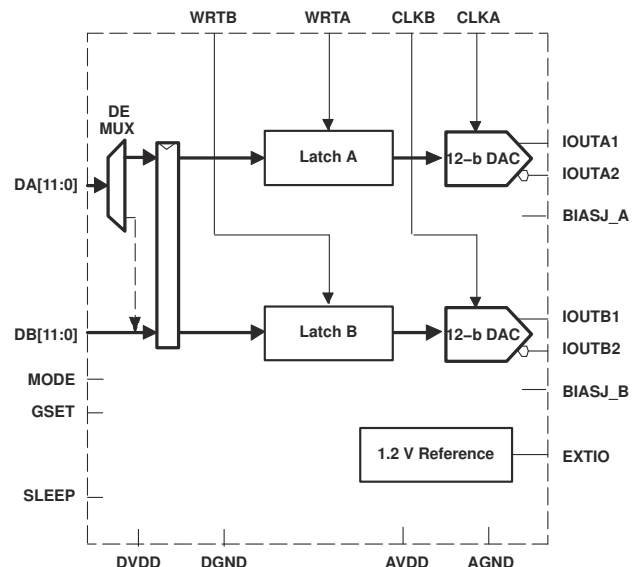 WRTB WRTA CLKB CLKA
DE
MUX
DA[11:0]
Latch A
12−b DAC
IOUTA1
IOUTA2
BIASJ_A
DB[11:0]
Latch B
12−b DAC
IOUTB1
IOUTB2
BIASJ_B
MODE
GSET
1.2 V Reference
EXTIO
SLEEP
DVDD DGND AVDD AGND